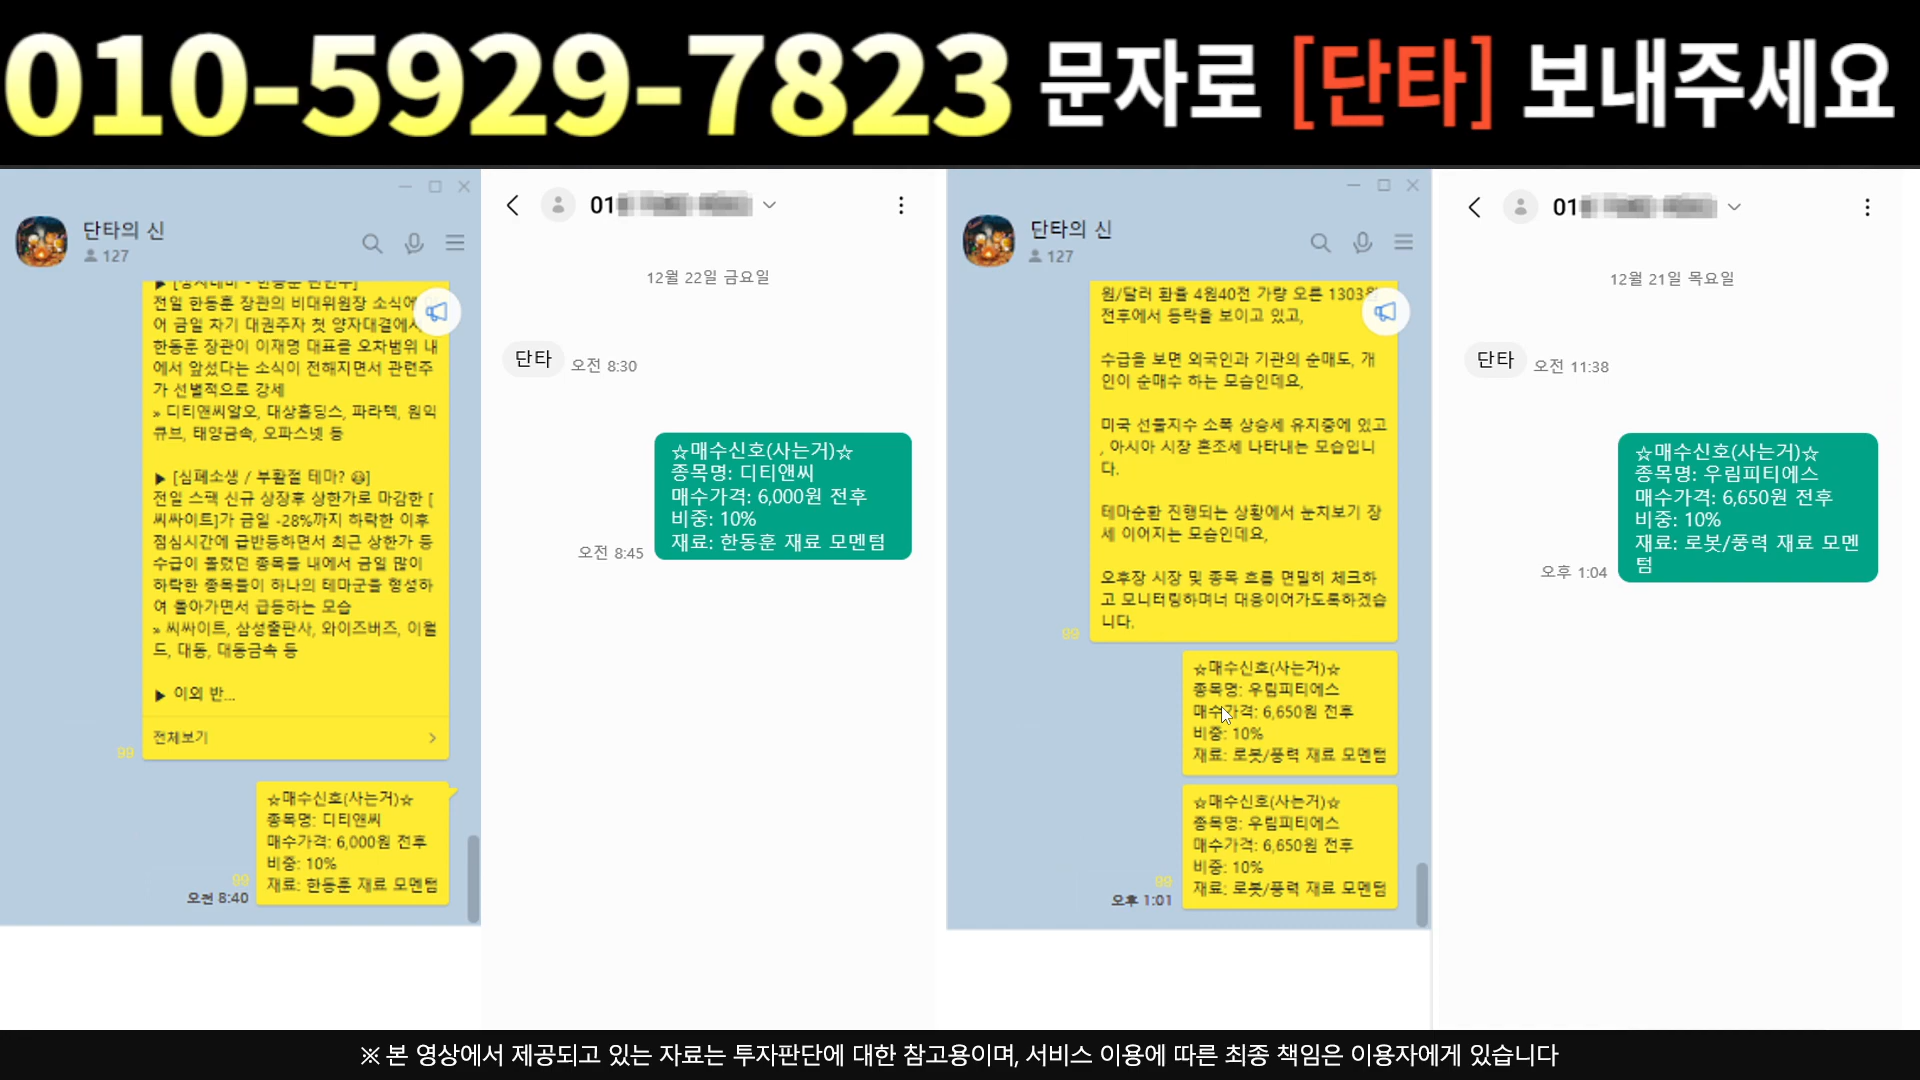 010-5929-7823 문자로 [단타] 보내주세요
단타의 신
127
전일 한동훈 장관의 비대위원장 소식에
어 금일 차기 대권주자 첫 양자대결에서
한동훈 장관이 이재명 대표를 오차범위 내
에서 앞섰다는 소식이 전해지면서 관련주
가 선별적으로 강세
» 디티앤씨알오, 대상홀딩스, 파라텍, 원익
큐브, 태양금속, 오파스넷 등
▶ [심폐소생 / 부활절 테마? 😃]
전일 스팩 신규 상장후 상한가로 마감한 [
씨싸이트]가 금일 -28%까지 하락한 이후
점심시간에 급반등하면서 최근 상한가 등
수급이 몰렸던 종목들 내에서 금일 많이
하락한 종목들이 하나의 테마군을 형성하
여 돌아가면서 급등하는 모습
» 씨싸이트, 삼성출판사, 와이즈버즈, 이월
드, 대동, 대동금속 등
▶ 이외 반...
전체보기
99
☆매수신호(사는거)☆
종목명: 디티앤씨
매수가격: 6,000원 전후
비중: 10%
재료: 한동훈 재료 모멘텀
99
오전 8:40
01
12월 22일 금요일
단타
오전 8:30
☆매수신호(사는거)☆
종목명: 디티앤씨
매수가격: 6,000원 전후
비중: 10%
재료: 한동훈 재료 모멘텀
오전 8:45
단타의 신
127
원/달러 환율 4원40전 가량 오른 1303원
전후에서 등락을 보이고 있고,
수급을 보면 외국인과 기관의 순매도, 개
인이 순매수 하는 모습인데요,
미국 선물지수 소폭 상승세 유지중에 있고
, 아시아 시장 혼조세 나타내는 모습입니
다.
테마순환 진행되는 상황에서 눈치보기 장
세 이어지는 모습인데요,
오후장 시장 및 종목 흐름 면밀히 체크하
고 모니터링하며너 대응이어가도록하겠습
니다.
99
☆매수신호(사는거)☆
종목명: 우림피티에스
매수가격: 6,650원 전후
비중: 10%
재료: 로봇/풍력 재료 모멘텀
☆매수신호(사는거)☆
종목명: 우림피티에스
매수가격: 6,650원 전후
비중: 10%
재료: 로봇/풍력 재료 모멘텀
99
오후 1:01
01
12월 21일 목요일
단타
오전 11:38
☆매수신호(사는거)☆
종목명: 우림피티에스
매수가격: 6,650원 전후
비중: 10%
재료: 로봇/풍력 재료 모멘
텀
오후 1:04
※ 본 영상에서 제공되고 있는 자료는 투자판단에 대한 참고용이며, 서비스 이용에 따른 최종 책임은 이용자에게 있습니다